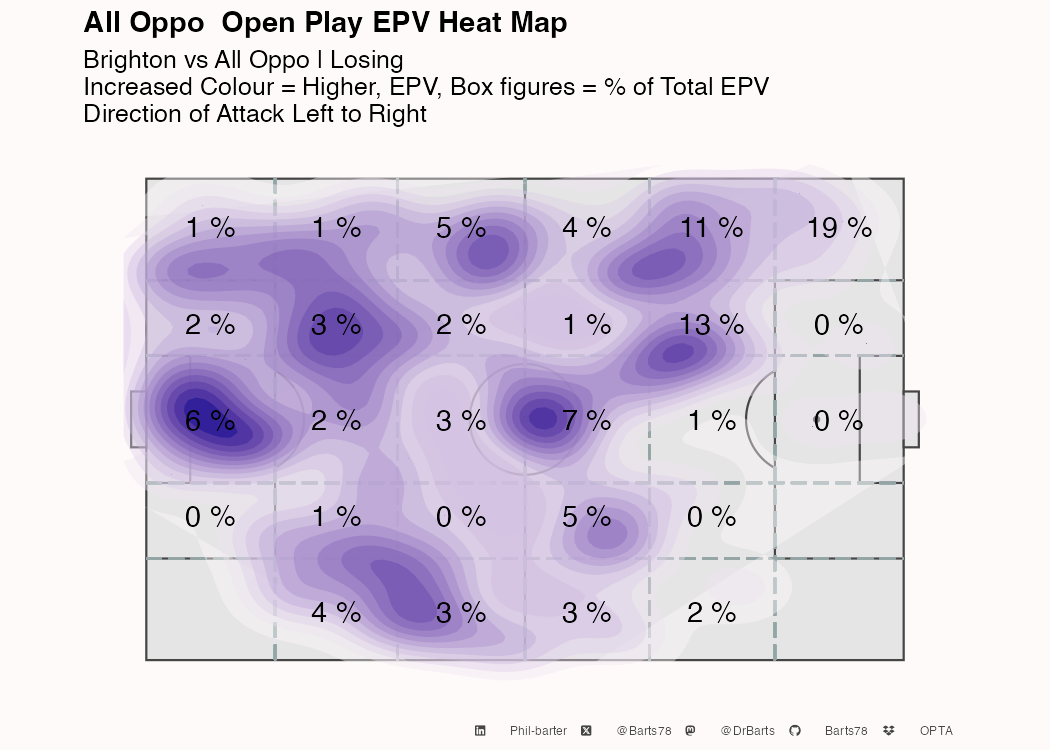 All Oppo  Open Play EPV Heat Map
Brighton vs All Oppo | Losing
Increased Colour = Higher, EPV, Box figures = % of Total EPV
Direction of Attack Left to Right
1 % 1 % 5 % 4 % 11 % 19 %
2 % 3 % 2 % 1 % 13 % 0 %
6 % 2 % 3 % 7 % 1 % 0 %
0 % 1 % 0 % 5 % 0 %
4 % 3 % 3 % 2 %
Phil-barter @Barts78 @DrBarts Barts78 OPTA